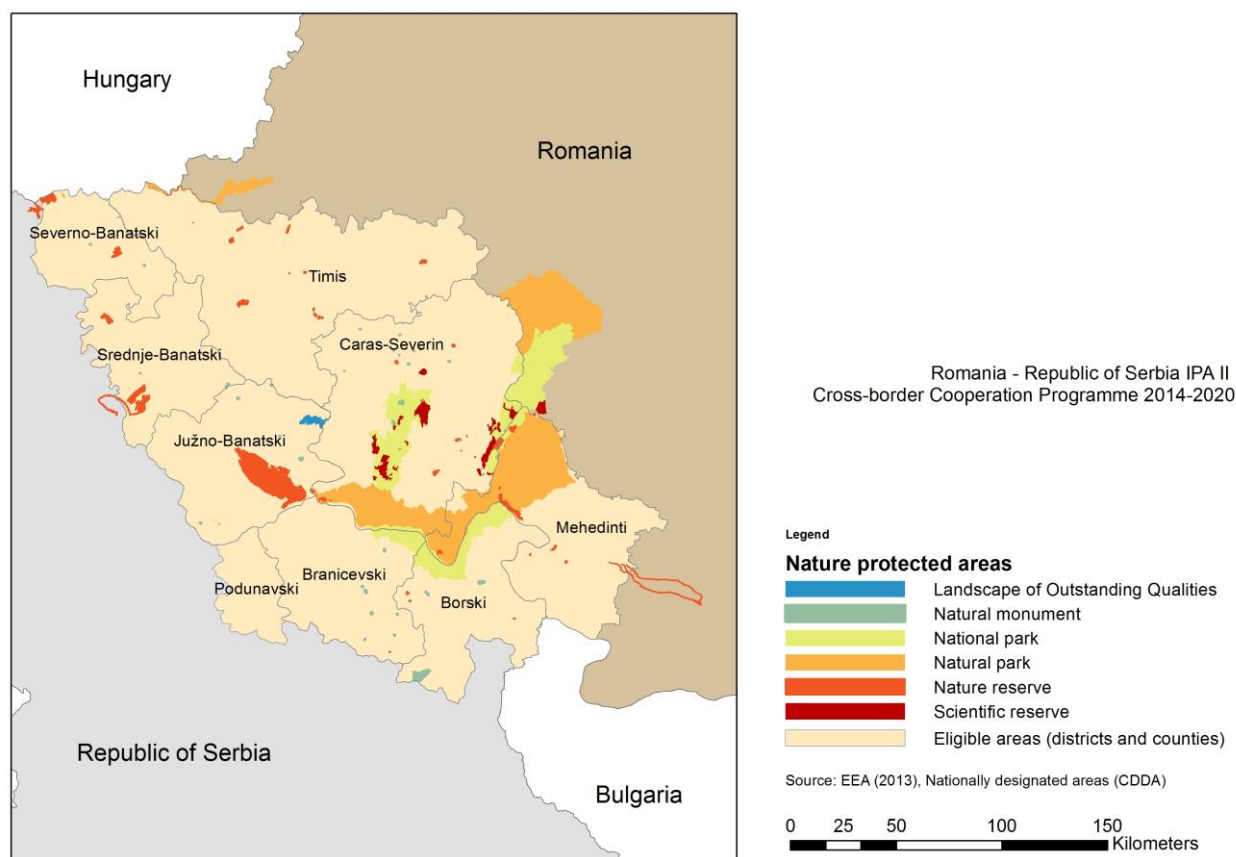 Hungary
Romania
Severno-Banatski
Timis
Srednje-Banatski
Caras-Severin
Južno-Banatski
Mehedinti
Podunavski
Branicevski
Borski
Republic of Serbia
Bulgaria
Romania - Republic of Serbia IPA II
Cross-border Cooperation Programme 2014-2020
Legend
Nature protected areas
Landscape of Outstanding Qualities
Natural monument
National park
Natural park
Nature reserve
Scientific reserve
Eligible areas (districts and counties)
Source: EEA (2013), Nationally designated areas (CDDA)
0 25 50 100 150
Kilometers